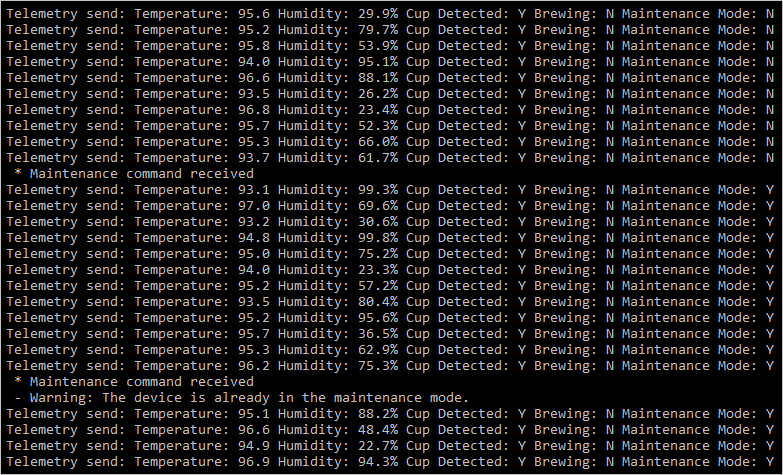 Telemetry send: Temperature: 95.6 Humidity: 29.9% Cup Detected: Y Brewing: N Maintenance Mode: N
Telemetry send: Temperature: 95.2 Humidity: 79.7% Cup Detected: Y Brewing: N Maintenance Mode: N
Telemetry send: Temperature: 95.8 Humidity: 53.9% Cup Detected: Y Brewing: N Maintenance Mode: N
Telemetry send: Temperature: 94.0 Humidity: 95.1% Cup Detected: Y Brewing: N Maintenance Mode: N
Telemetry send: Temperature: 96.6 Humidity: 88.1% Cup Detected: Y Brewing: N Maintenance Mode: N
Telemetry send: Temperature: 93.5 Humidity: 26.2% Cup Detected: Y Brewing: N Maintenance Mode: N
Telemetry send: Temperature: 96.8 Humidity: 23.4% Cup Detected: Y Brewing: N Maintenance Mode: N
Telemetry send: Temperature: 95.7 Humidity: 52.3% Cup Detected: Y Brewing: N Maintenance Mode: N
Telemetry send: Temperature: 95.3 Humidity: 66.0% Cup Detected: Y Brewing: N Maintenance Mode: N
Telemetry send: Temperature: 93.7 Humidity: 61.7% Cup Detected: Y Brewing: N Maintenance Mode: N
* Maintenance command received
Telemetry send: Temperature: 93.1 Humidity: 99.3% Cup Detected: Y Brewing: N Maintenance Mode: Y
Telemetry send: Temperature: 97.0 Humidity: 69.6% Cup Detected: Y Brewing: N Maintenance Mode: Y
Telemetry send: Temperature: 93.2 Humidity: 30.6% Cup Detected: Y Brewing: N Maintenance Mode: Y
Telemetry send: Temperature: 94.8 Humidity: 99.8% Cup Detected: Y Brewing: N Maintenance Mode: Y
Telemetry send: Temperature: 95.0 Humidity: 75.2% Cup Detected: Y Brewing: N Maintenance Mode: Y
Telemetry send: Temperature: 94.0 Humidity: 23.3% Cup Detected: Y Brewing: N Maintenance Mode: Y
Telemetry send: Temperature: 95.2 Humidity: 57.2% Cup Detected: Y Brewing: N Maintenance Mode: Y
Telemetry send: Temperature: 93.5 Humidity: 80.4% Cup Detected: Y Brewing: N Maintenance Mode: Y
Telemetry send: Temperature: 95.2 Humidity: 95.6% Cup Detected: Y Brewing: N Maintenance Mode: Y
Telemetry send: Temperature: 95.7 Humidity: 36.5% Cup Detected: Y Brewing: N Maintenance Mode: Y
Telemetry send: Temperature: 95.3 Humidity: 62.9% Cup Detected: Y Brewing: N Maintenance Mode: Y
Telemetry send: Temperature: 96.2 Humidity: 75.3% Cup Detected: Y Brewing: N Maintenance Mode: Y
* Maintenance command received
- Warning: The device is already in the maintenance mode.
Telemetry send: Temperature: 95.1 Humidity: 88.2% Cup Detected: Y Brewing: N Maintenance Mode: Y
Telemetry send: Temperature: 96.6 Humidity: 48.4% Cup Detected: Y Brewing: N Maintenance Mode: Y
Telemetry send: Temperature: 94.9 Humidity: 22.7% Cup Detected: Y Brewing: N Maintenance Mode: Y
Telemetry send: Temperature: 96.9 Humidity: 94.3% Cup Detected: Y Brewing: N Maintenance Mode: Y